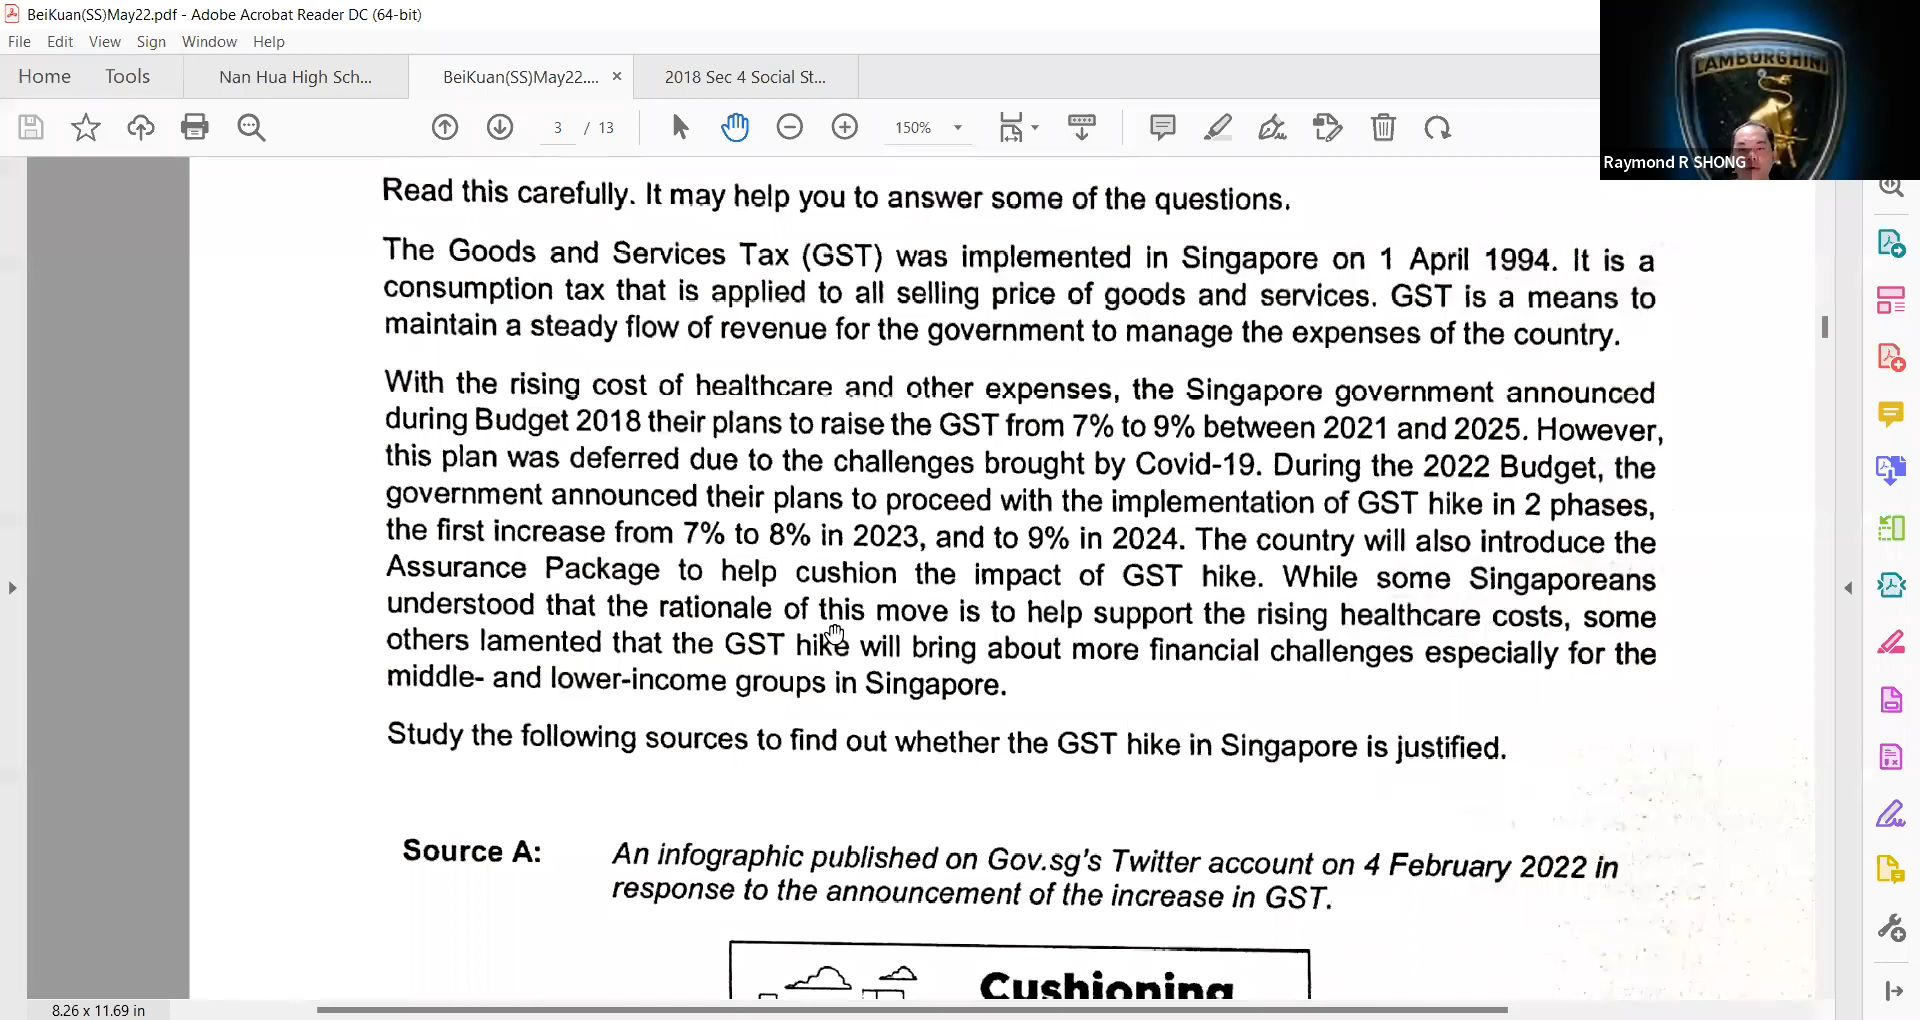 BeiKuan(SS)May22.pdf - Adobe Acrobat Reader DC (64-bit)
File Edit View Sign Window Help
Home Tools Nan Hua High Sch... BeiKuan(SS)May22.... × 2018 Sec 4 Social St...
3 / 13 150%
LAMBORGHINI
Raymond R SHONG
Read this carefully. It may help you to answer some of the questions.
The Goods and Services Tax (GST) was implemented in Singapore on 1 April 1994. It is a
consumption tax that is applied to all selling price of goods and services. GST is a means to
maintain a steady flow of revenue for the government to manage the expenses of the country.
With the rising cost of healthcare and other expenses, the Singapore government announced
during Budget 2018 their plans to raise the GST from 7% to 9% between 2021 and 2025. However,
this plan was deferred due to the challenges brought by Covid-19. During the 2022 Budget, the
government announced their plans to proceed with the implementation of GST hike in 2 phases,
the first increase from 7% to 8% in 2023, and to 9% in 2024. The country will also introduce the
Assurance Package to help cushion the impact of GST hike. While some Singaporeans
understood that the rationale of this move is to help support the rising healthcare costs, some
others lamented that the GST hike will bring about more financial challenges especially for the
middle- and lower-income groups in Singapore.
Study the following sources to find out whether the GST hike in Singapore is justified.
Source A: An infographic published on Gov.sg's Twitter account on 4 February 2022 in
response to the announcement of the increase in GST.
Cushioning
8.26 x 11.69 in